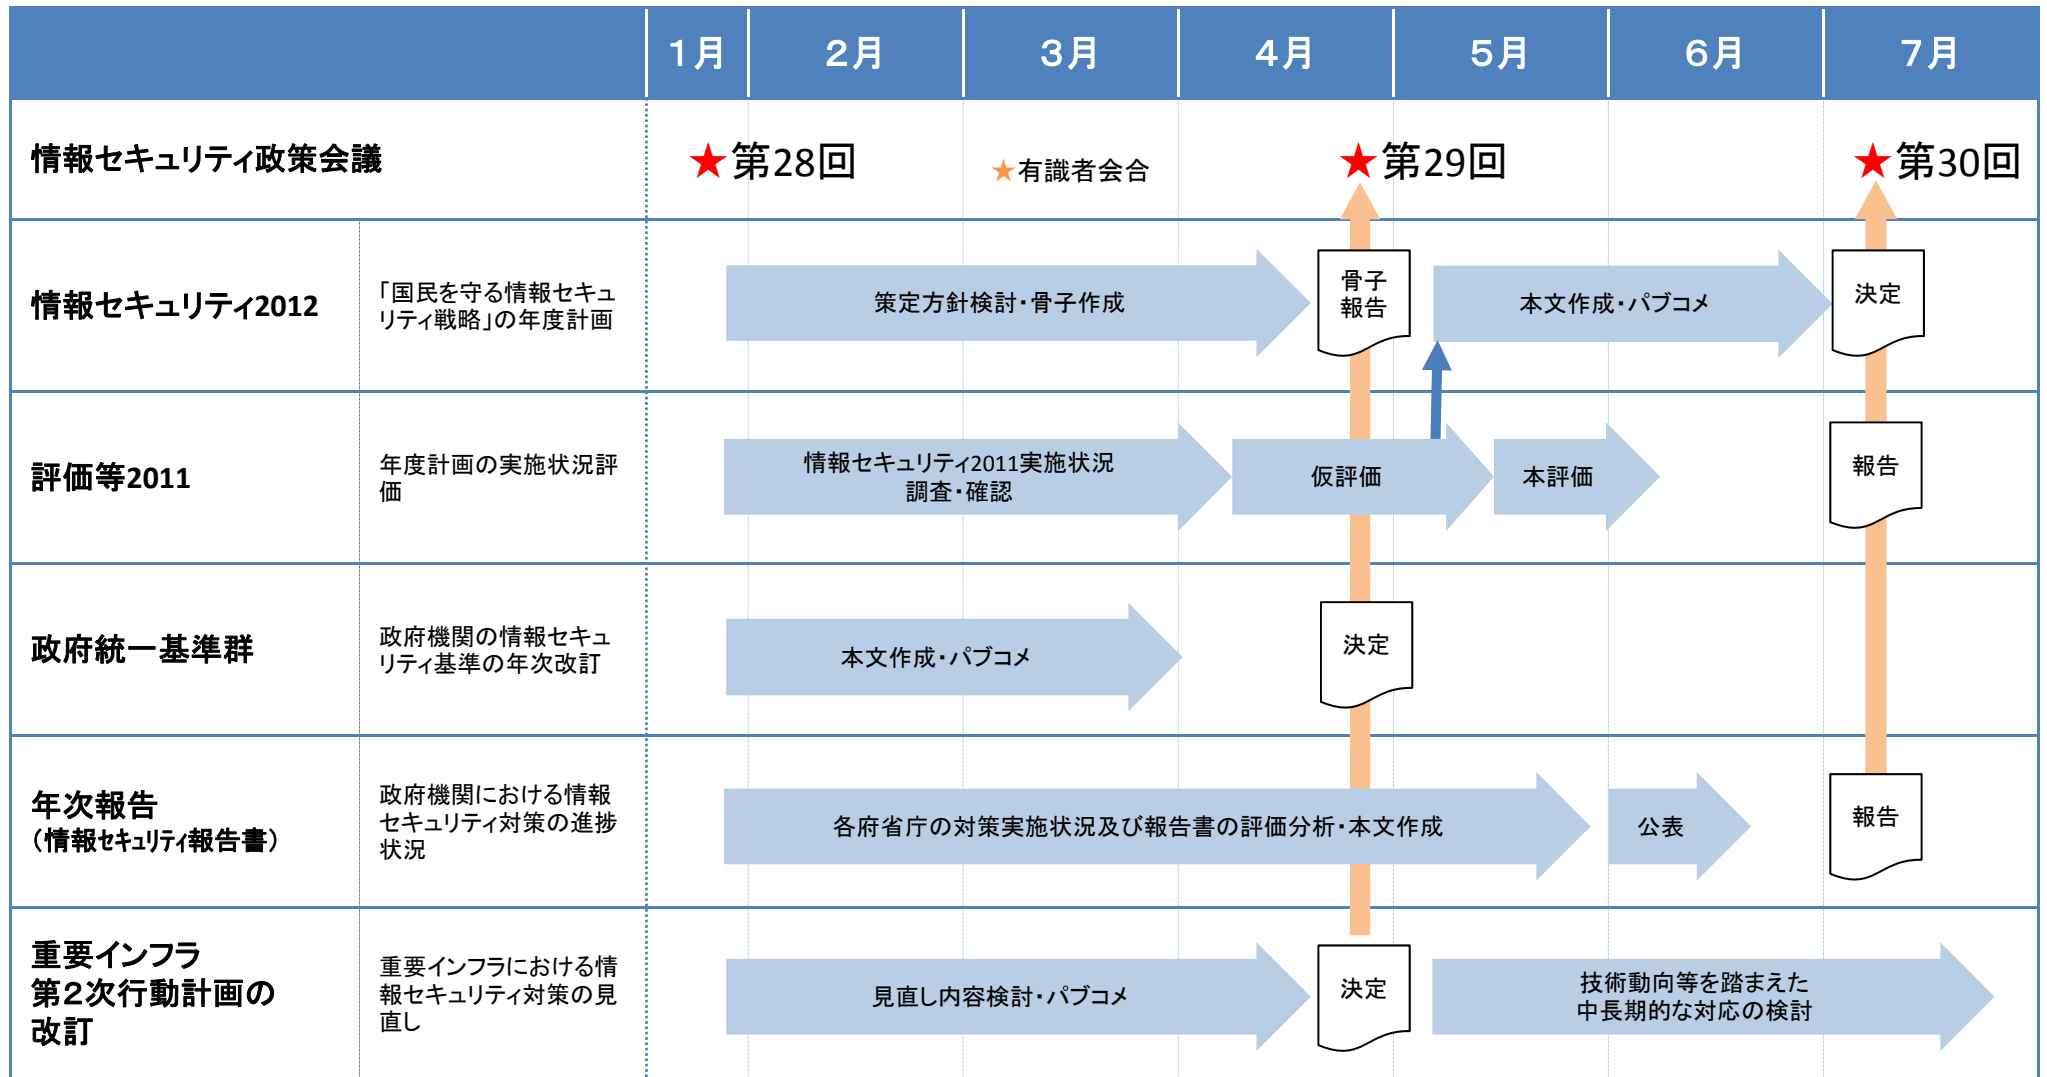 1月 2月 3月 4月 5月 6月 7月
情報セキュリティ政策会議
★第28回
★有識者会合
★第29回
★第30回
情報セキュリティ2012
「国民を守る情報セキュ
リティ戦略」の年度計画
策定方針検討・骨子作成
骨子
報告
本文作成・パブコメ
決定
評価等2011
年度計画の実施状況評
価
情報セキュリティ2011実施状況
調査・確認
仮評価
本評価
報告
政府統一基準群
政府機関の情報セキュ
リティ基準の年次改訂
本文作成・パブコメ
決定
年次報告
（情報セキュリティ報告書）
政府機関における情報
セキュリティ対策の進捗
状況
各府省庁の対策実施状況及び報告書の評価分析・本文作成
公表
報告
重要インフラ
第２次行動計画の
改訂
重要インフラにおける情
報セキュリティ対策の見
直し
見直し内容検討・パブコメ
決定
技術動向等を踏まえた
中長期的な対応の検討